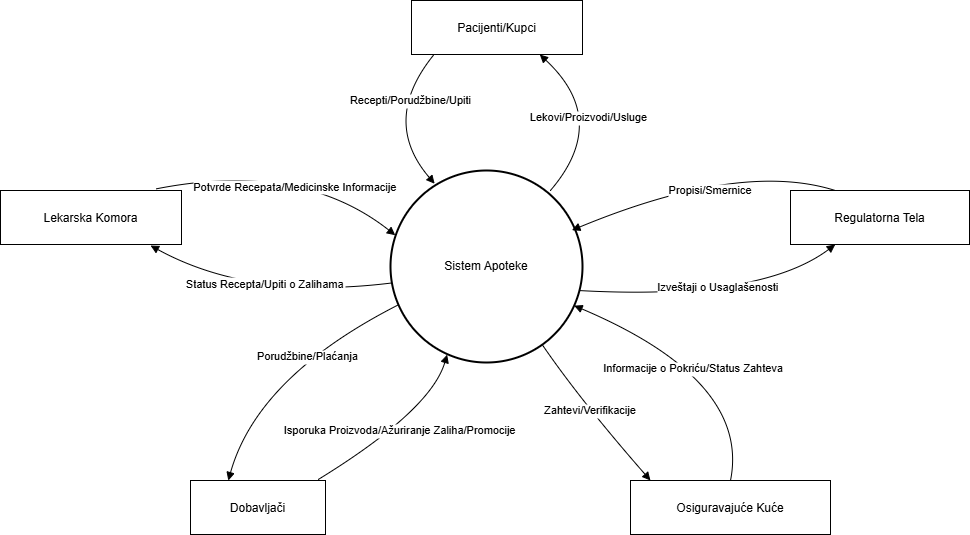 Pacijenti/Kupci
Recepti/Porudžbine/Upiti
Lekovi/Proizvodi/Usluge
Potvrde Recepata/Medicinske Informacije
Propisi/Smernice
Lekarska Komora
Regulatorna Tela
Sistem Apoteke
Status Recepta/Upiti o Zalihama
Izveštaji o Usaglašenosti
Porudžbine/Plaćanja
Informacije o Pokriću/Status Zahteva
Zahtevi/Verifikacije
Isporuka Proizvoda/Ažuriranje Zaliha/Promocije
Dobavljači
Osiguravajuće Kuće